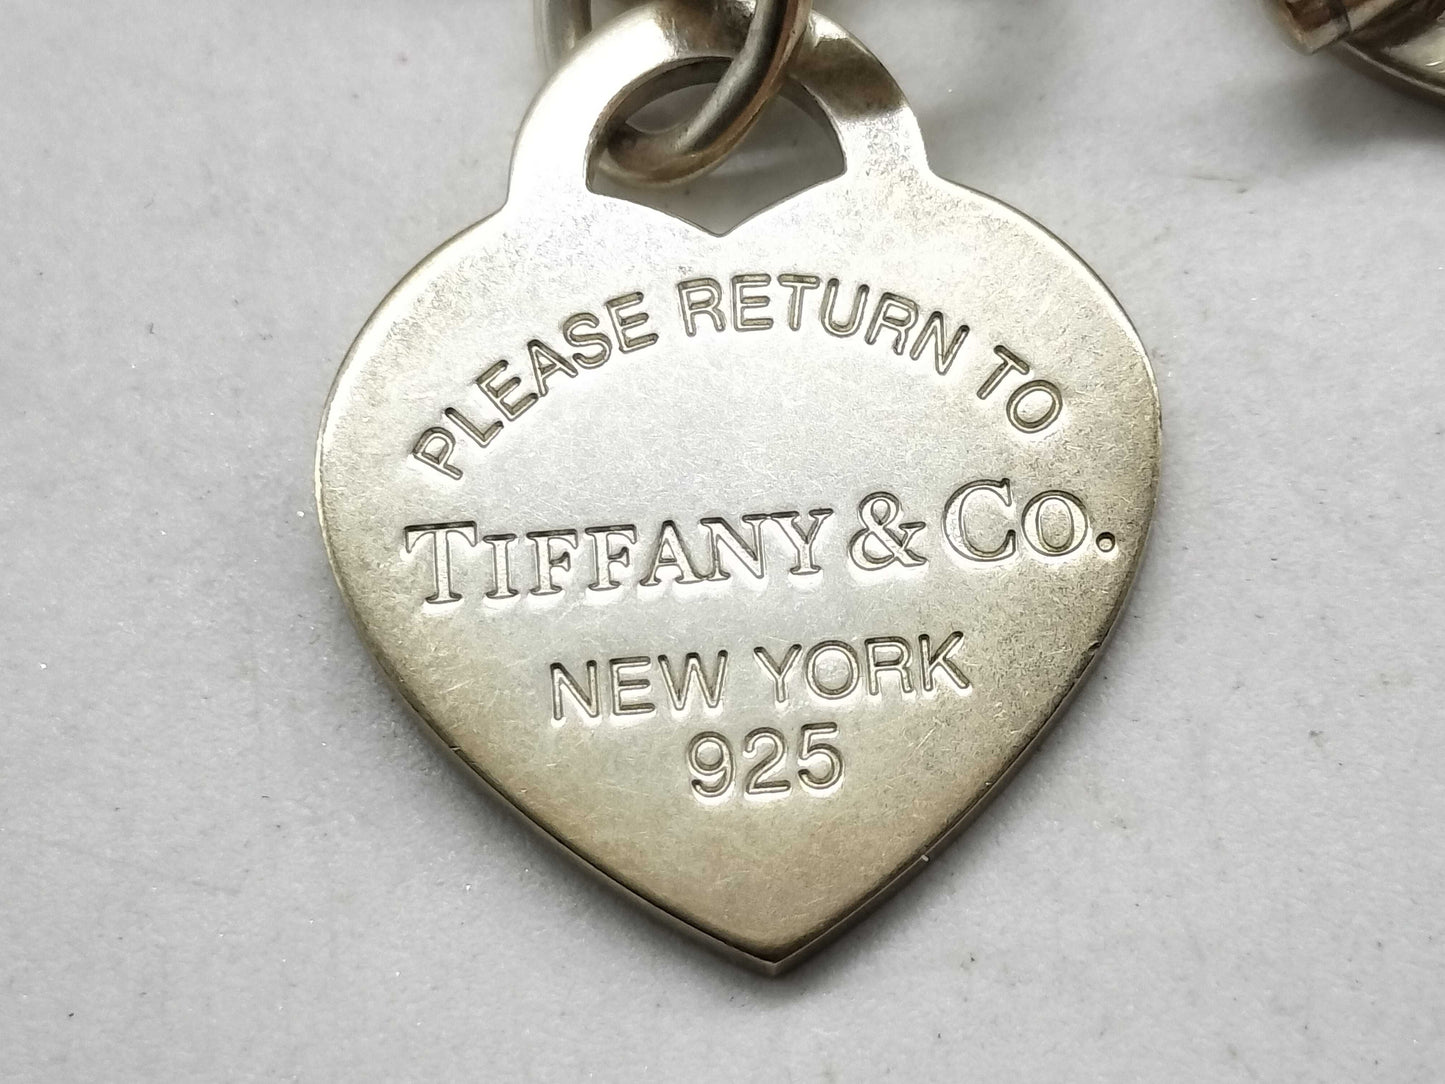 PLEASE RETURN TO
TIFFANY & CO.
NEW YORK
925